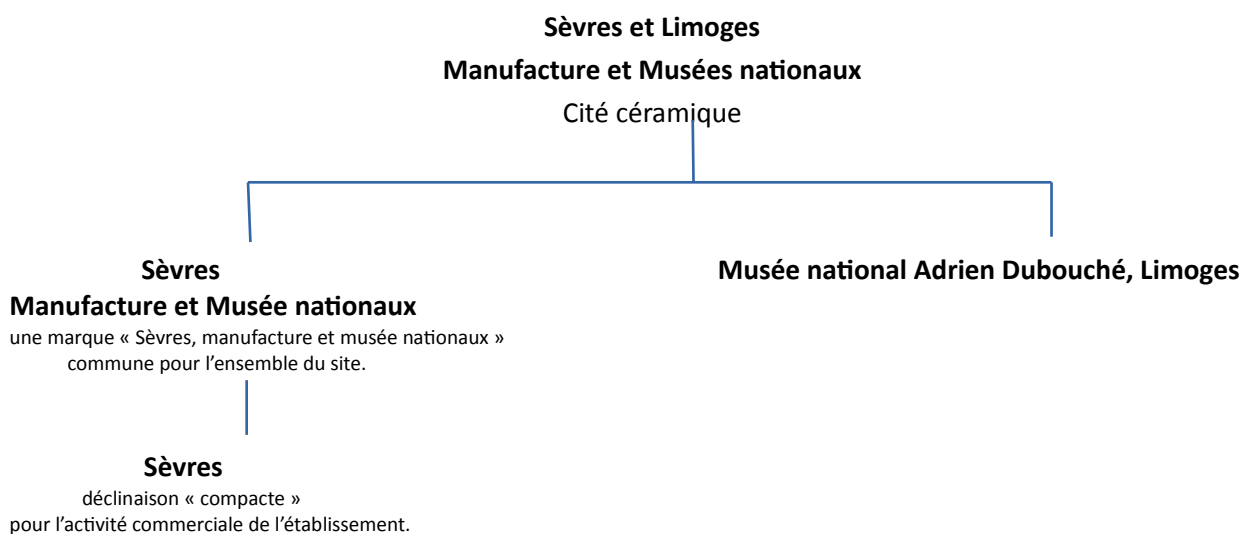 Sèvres et Limoges
Manufacture et Musées nationaux
Cité céramique
Sèvres
Manufacture et Musée nationaux
une marque « Sèvres, manufacture et musée nationaux »
commune pour l’ensemble du site.
Musée national Adrien Dubouché, Limoges
Sèvres
déclinaison « compacte »
pour l’activité commerciale de l’établissement.